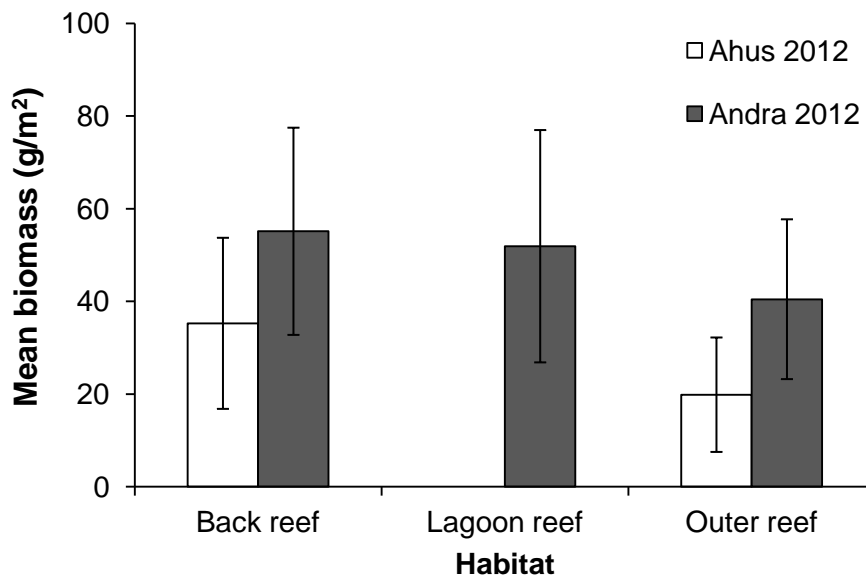 Mean biomass (g/m²)
100
80
60
40
20
0
Ahus 2012
Andra 2012
Back reef
Lagoon reef
Outer reef
Habitat